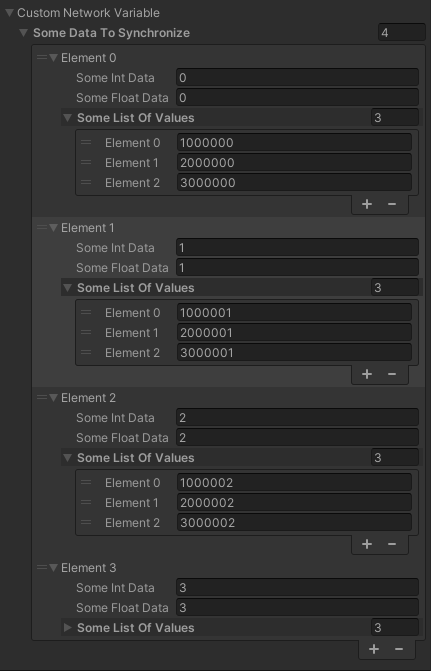 Custom Network Variable
Some Data To Synchronize 4
Element 0
Some Int Data 0
Some Float Data 0
Some List Of Values 3
Element 0 1000000
Element 1 2000000
Element 2 3000000
+ −
Element 1
Some Int Data 1
Some Float Data 1
Some List Of Values 3
Element 0 1000001
Element 1 2000001
Element 2 3000001
+ −
Element 2
Some Int Data 2
Some Float Data 2
Some List Of Values 3
Element 0 1000002
Element 1 2000002
Element 2 3000002
+ −
Element 3
Some Int Data 3
Some Float Data 3
Some List Of Values 3
+ −